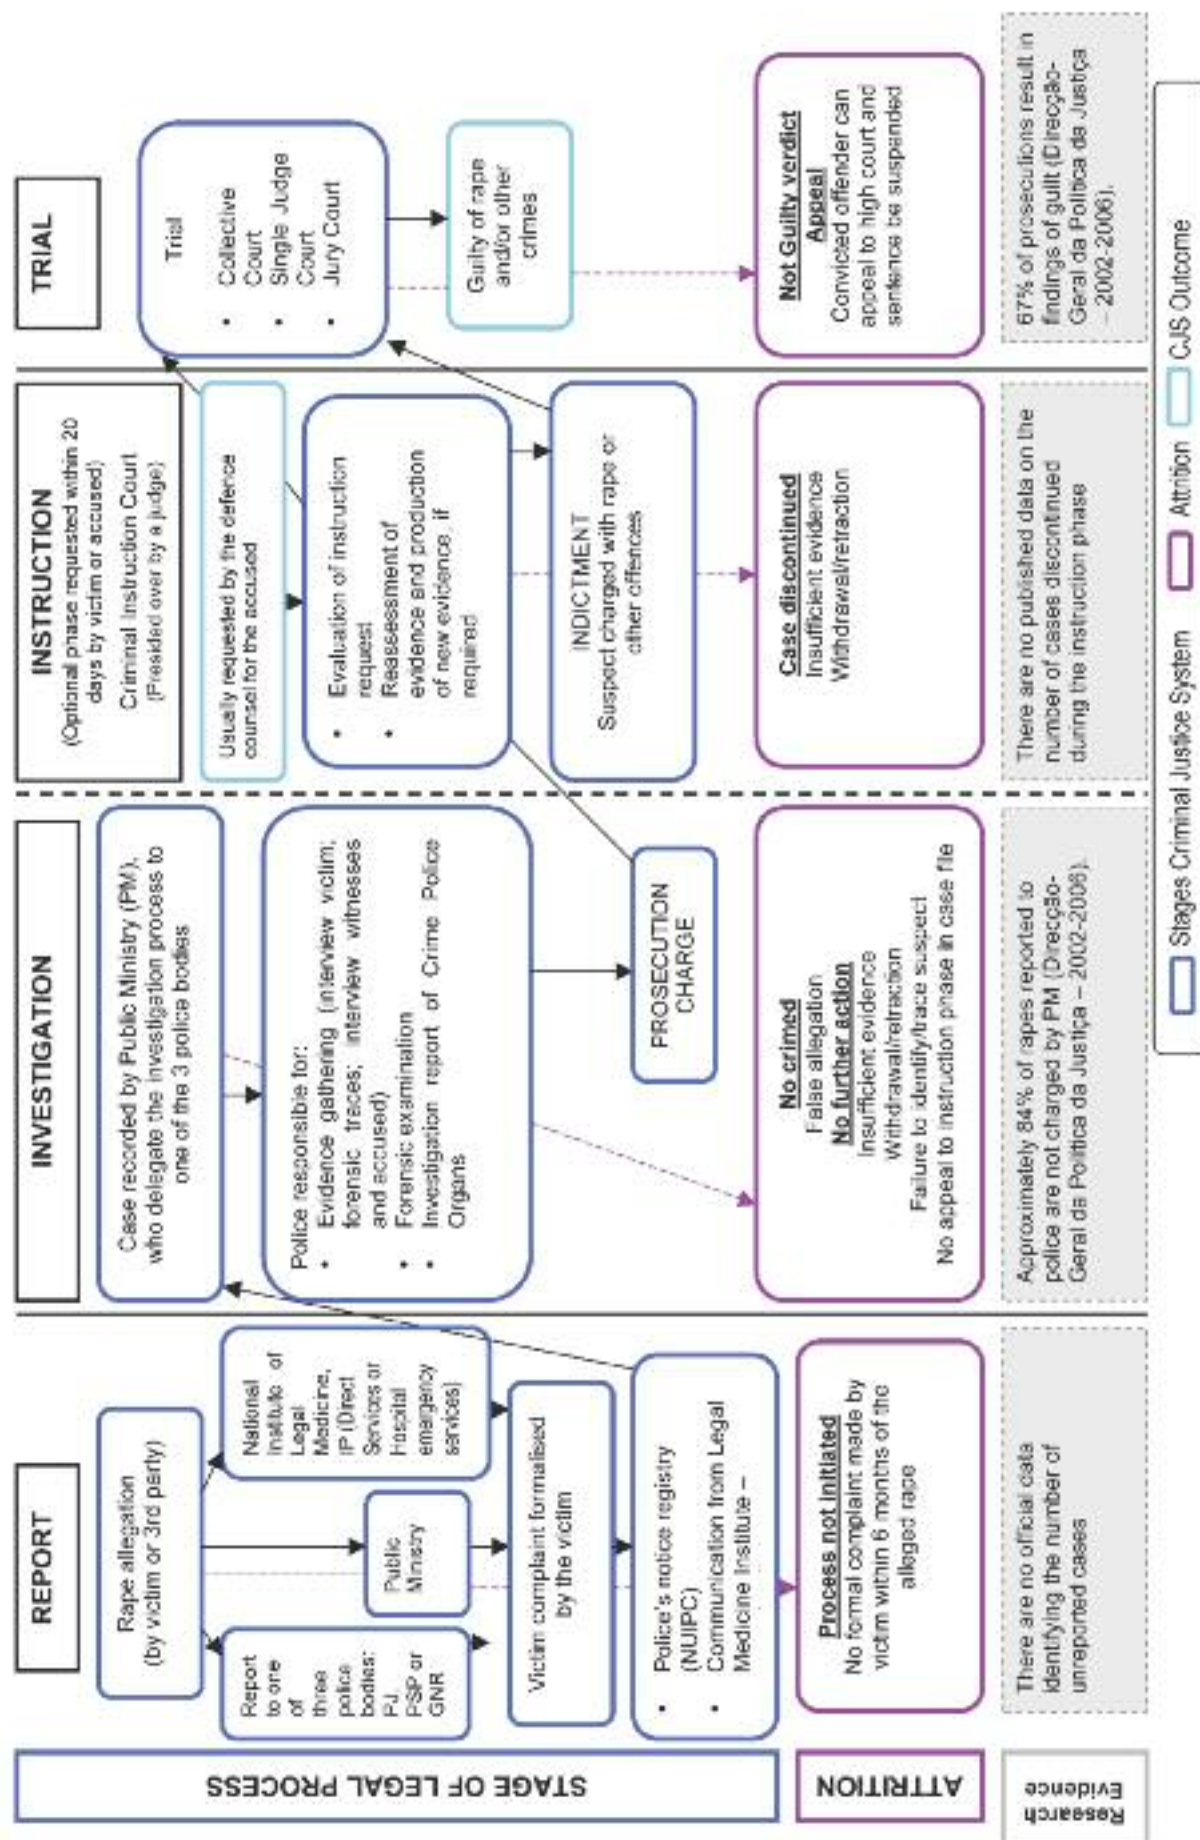 REPORT
INVESTIGATION
INSTRUCTION
(Optional phase requested within 20
days by victim or accused)
Criminal Instruction Court
(Presided over by a judge)
TRIAL
STAGE OF LEGAL PROCESS
Rape allegation
(by victim or 3rd party)
Report
to one
of
three
police
bodies:
PJ,
PSP or
GNR
Public
Ministry
National
Institute of
Legal
Medicine,
IP (Direct
Services or
Hospital
emergency
services)
Victim complaint formalised
by the victim
• Police's notice registry
(NUIPC)
• Communication from Legal
Medicine Institute –
Case recorded by Public Ministry (PM),
who delegate the investigation process to
one of the 3 police bodies
Police responsible for:
• Evidence gathering (interview victim;
forensic traces; interview witnesses
and accused)
• Forensic examination
• Investigation report of Crime Police
Organs
PROSECUTION
CHARGE
Usually requested by the defence
counsel for the accused
• Evaluation of instruction
request
• Reassessment of
evidence and production
of new evidence, if
required
INDICTMENT
Suspect charged with rape or
other offences
Trial
• Collective
Court
• Single Judge
Court
• Jury Court
Guilty of rape
and/or other
crimes
ATTRITION
Process not initiated
No formal complaint made by
victim within 6 months of the
alleged rape
No crimed
False allegation
No further action
Insufficient evidence
Withdrawal/retraction
Failure to identify/trace suspect
No appeal to instruction phase in case file
Case discontinued
Insufficient evidence
Withdrawal/retraction
Not Guilty verdict
Appeal
Convicted offender can
appeal to high court and
sentence be suspended
Research
Evidence
There are no official data
identifying the number of
unreported cases
Approximately 84% of rapes reported to
police are not charged by PM (Direcção-
Geral da Política da Justiça – 2002-2006).
There are no published data on the
number of cases discontinued
during the instruction phase
67% of prosecutions result in
findings of guilt (Direcção-
Geral da Política da Justiça
– 2002-2006).
Stages Criminal Justice System
Attrition
CJS Outcome